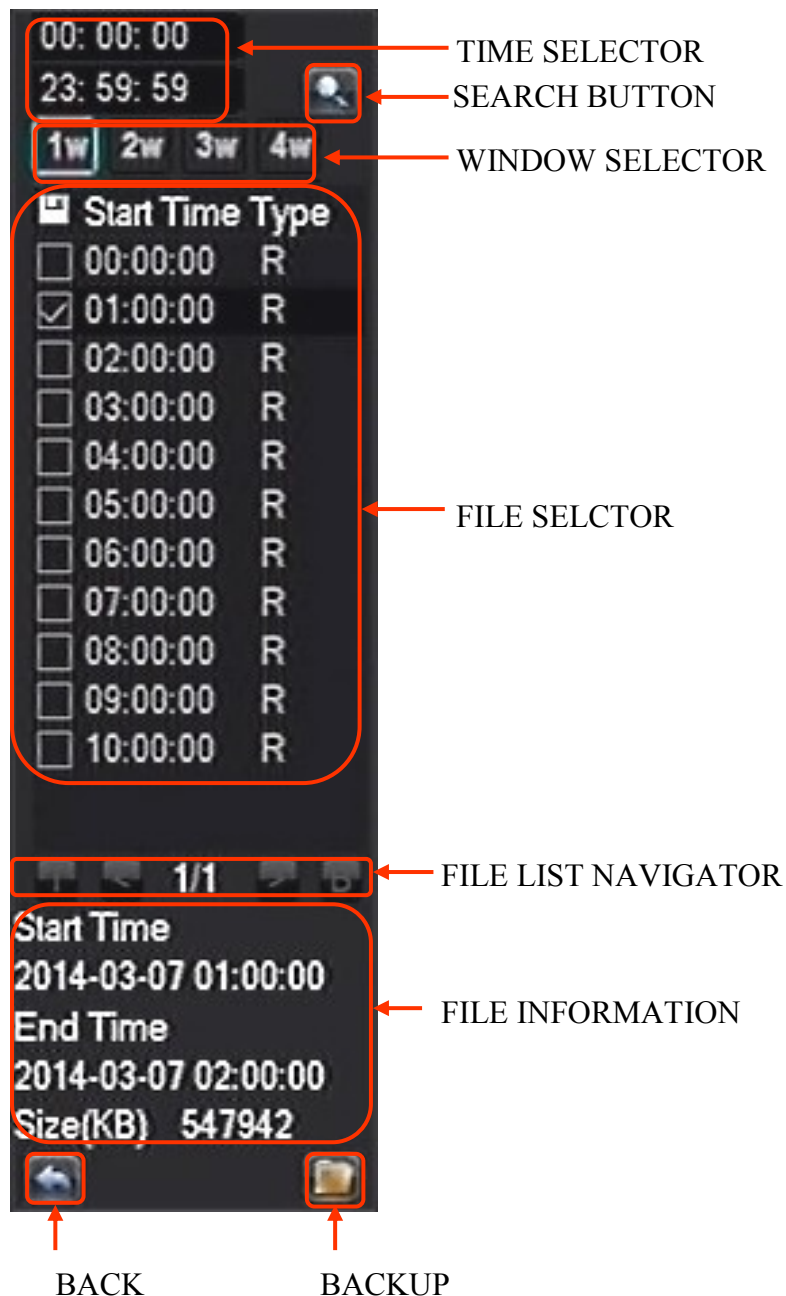 00: 00: 00
TIME SELECTOR
23: 59: 59
SEARCH BUTTON
1w 2w 3w 4w
WINDOW SELECTOR
Start Time Type
00:00:00 R
01:00:00 R
02:00:00 R
03:00:00 R
04:00:00 R
05:00:00 R
FILE SELCTOR
06:00:00 R
07:00:00 R
08:00:00 R
09:00:00 R
10:00:00 R
< 1/1 >
FILE LIST NAVIGATOR
Start Time
2014-03-07 01:00:00
FILE INFORMATION
End Time
2014-03-07 02:00:00
Size(KB) 547942
BACK BACKUP